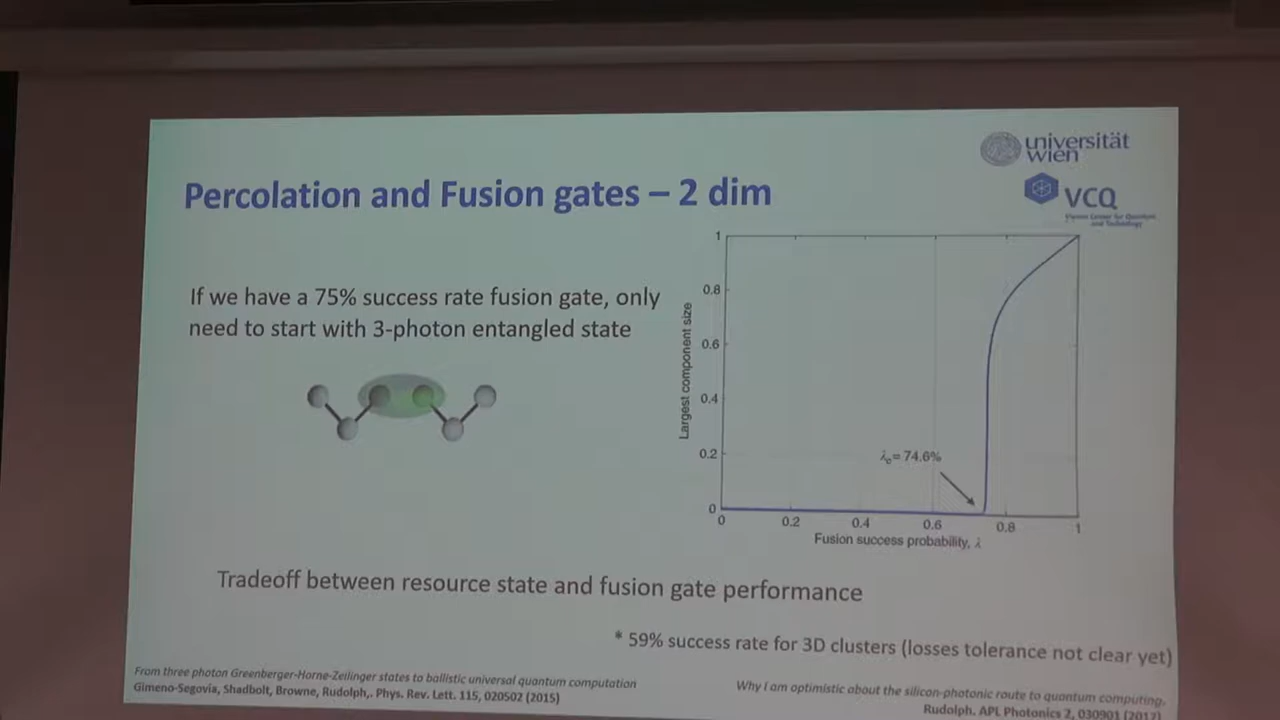 universität
wien
VCQ
Vienna Center for Quantum
and Technology
Percolation and Fusion gates – 2 dim
If we have a 75% success rate fusion gate, only
need to start with 3-photon entangled state
Largest component size
1
0.8
0.6
0.4
0.2
0
λc = 74.6%
0 0.2 0.4 0.6 0.8 1
Fusion success probability, λ
Tradeoff between resource state and fusion gate performance
* 59% success rate for 3D clusters (losses tolerance not clear yet)
From three photon Greenberger-Horne-Zeilinger states to ballistic universal quantum computation
Gimeno-Segovia, Shadbolt, Browne, Rudolph,. Phys. Rev. Lett. 115, 020502 (2015)
Why I am optimistic about the silicon-photonic route to quantum computing.
Rudolph. APL Photonics 2, 030901 (2017)